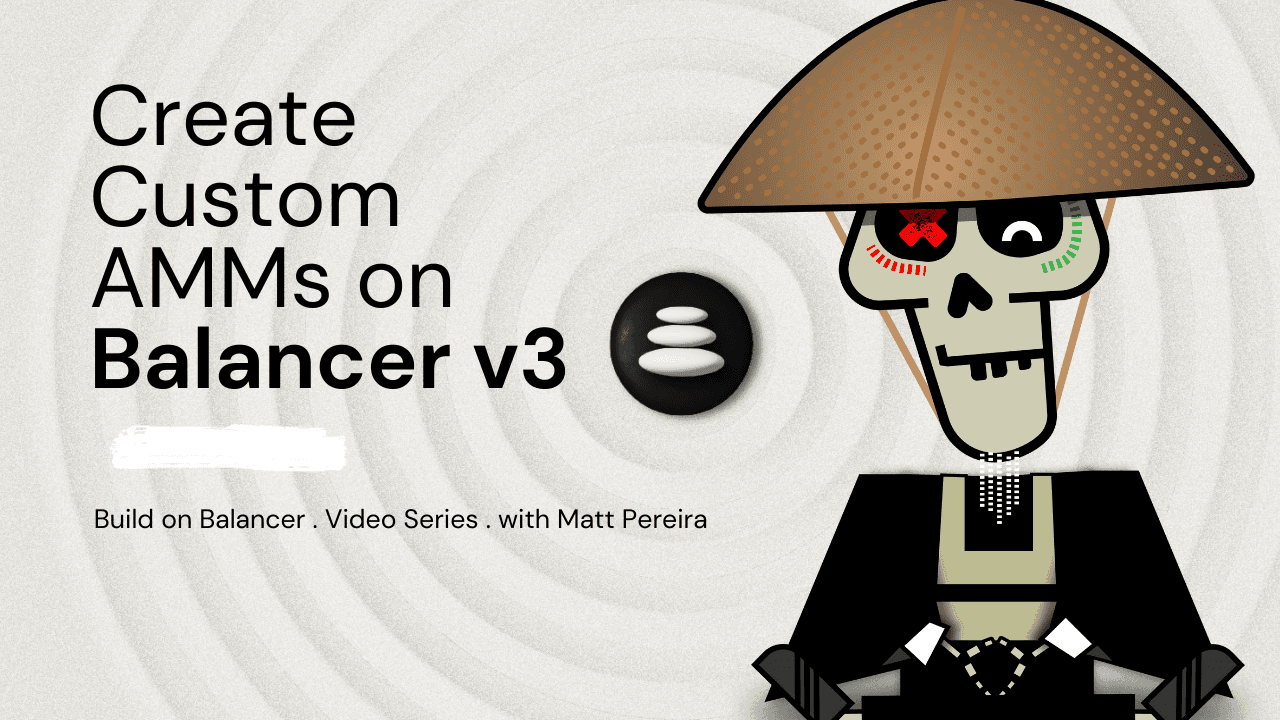 Create
Custom
AMMs on
Balancer v3
Build on Balancer . Video Series . with Matt Pereira